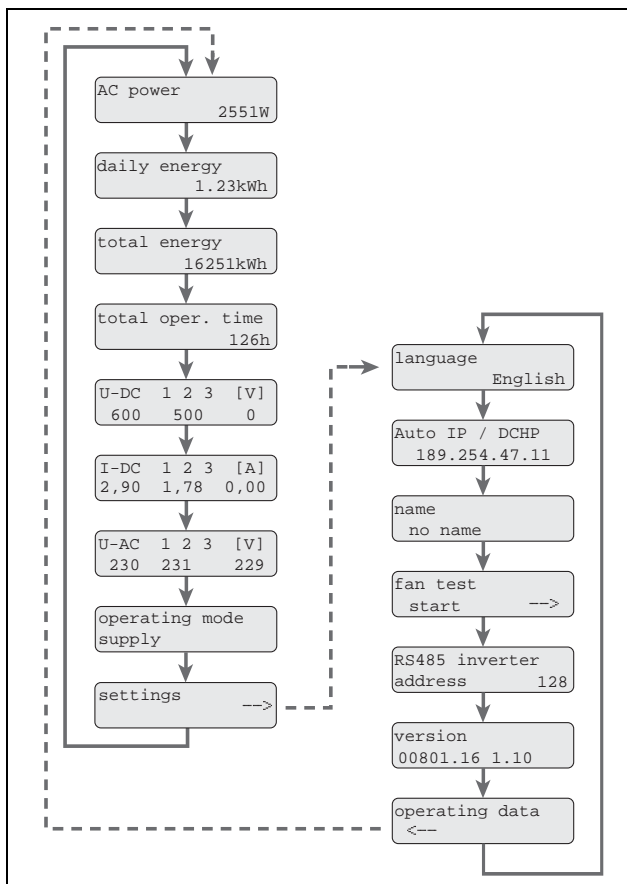 AC power
2551W
daily energy
1.23kWh
total energy
16251kWh
total oper. time
126h
U-DC 1 2 3 [V]
600 500 0
I-DC 1 2 3 [A]
2,90 1,78 0,00
U-AC 1 2 3 [V]
230 231 229
operating mode
supply
settings
-->
language
English
Auto IP / DCHP
189.254.47.11
name
no name
fan test
start -->
RS485 inverter
address 128
version
00801.16 1.10
operating data
<--